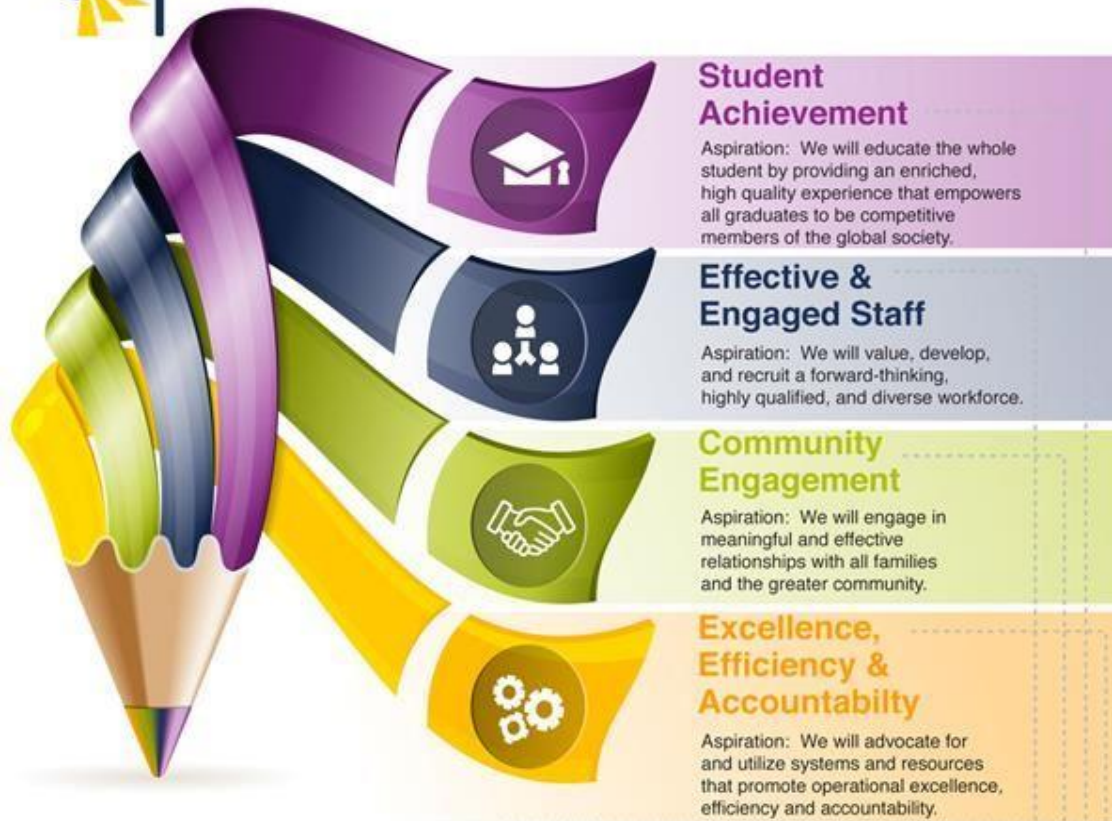 Student
Achievement
Aspiration: We will educate the whole
student by providing an enriched,
high quality experience that empowers
all graduates to be competitive
members of the global society.
Effective &
Engaged Staff
Aspiration: We will value, develop,
and recruit a forward-thinking,
highly qualified, and diverse workforce.
Community
Engagement
Aspiration: We will engage in
meaningful and effective
relationships with all families
and the greater community.
Excellence,
Efficiency &
Accountabilty
Aspiration: We will advocate for
and utilize systems and resources
that promote operational excellence,
efficiency and accountability.